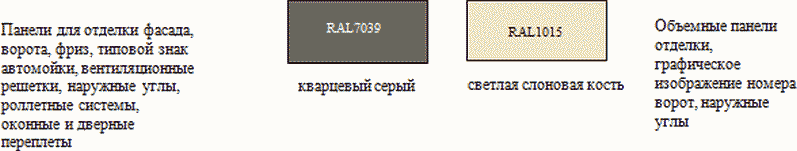 Панели для отделки фасада,
ворота, фриз, типовой знак
автомойки, вентиляционные
решетки, наружные углы,
роллетные системы,
оконные и дверные
переплеты
RAL7039
кварцевый серый
RAL1015
светлая слоновая кость
Объемные панели
отделки,
графическое
изображение номера
ворот, наружные
углы